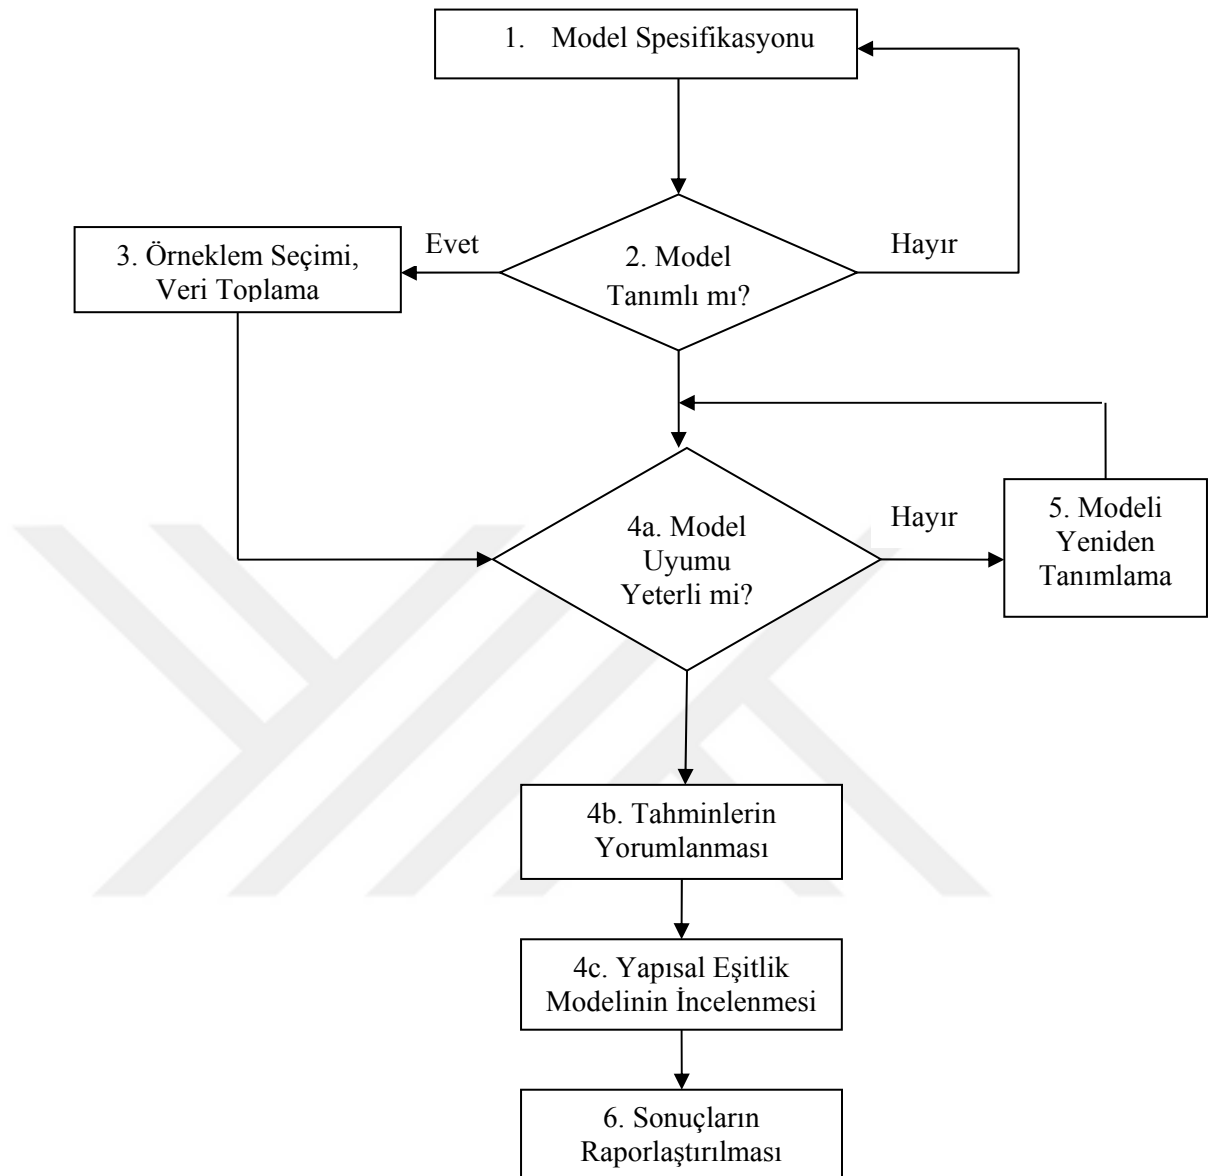 1. Model Spesifikasyonu
Evet
Hayır
3. Örneklem Seçimi,
Veri Toplama
2. Model
Tanımlı mı?
4a. Model
Uyumu
Yeterli mi?
Hayır
5. Modeli
Yeniden
Tanımlama
4b. Tahminlerin
Yorumlanması
4c. Yapısal Eşitlik
Modelinin İncelenmesi
6. Sonuçların
Raporlaştırılması